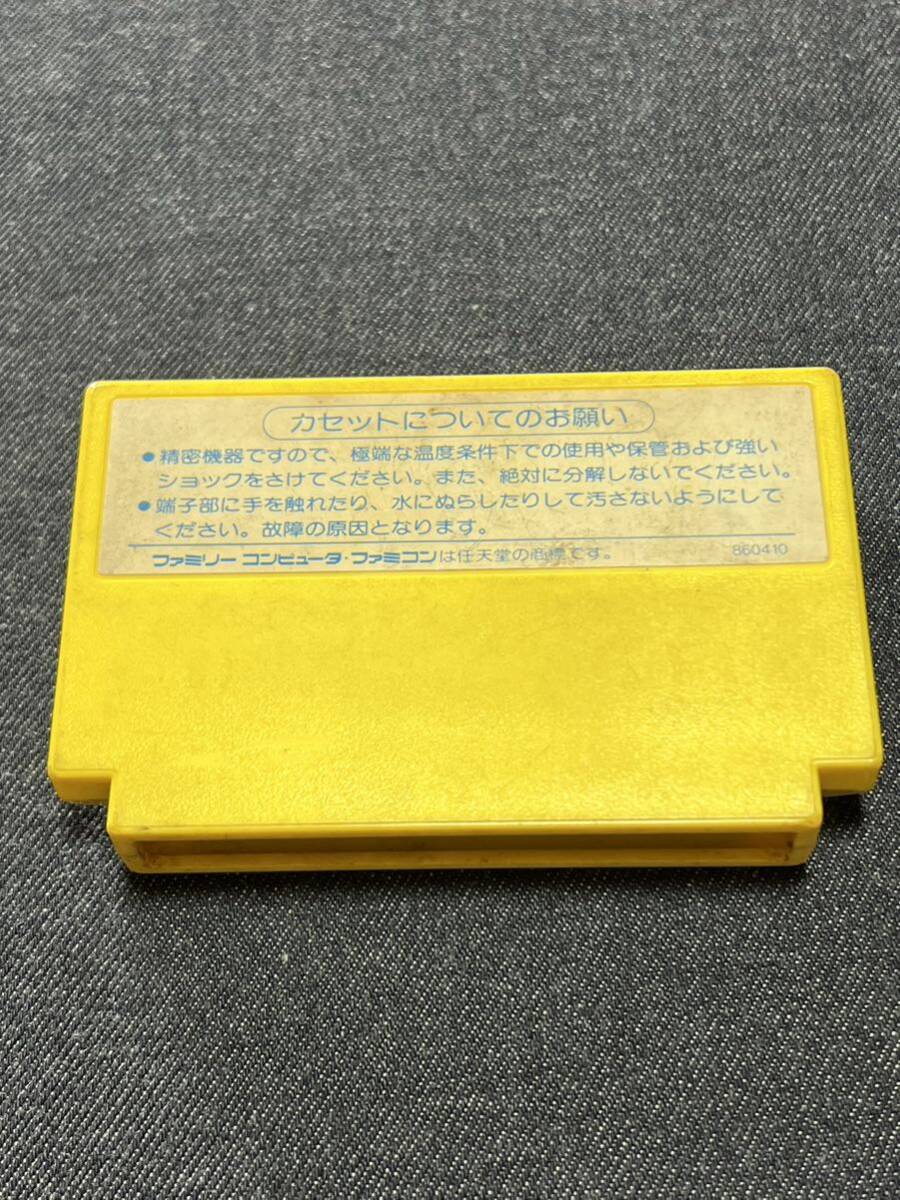 カセットについてのお願い
●精密機器ですので、極端な温度条件下での使用や保管および強い
ショックをさけてください。また、絶対に分解しないでください。
●端子部に手を触れたり、水にぬらしたりして汚さないようにして
ください。故障の原因となります。
ファミリーコンピュータ・ファミコンは任天堂の商標です。 860410